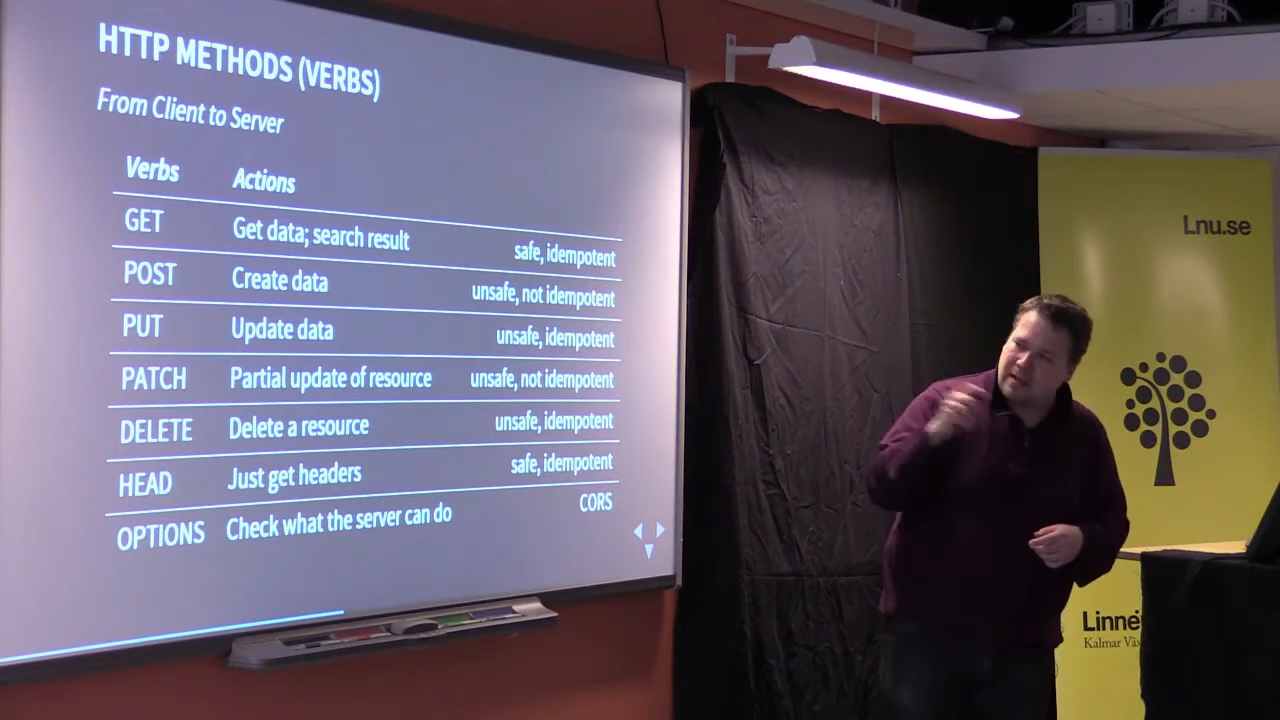 HTTP METHODS (VERBS)
From Client to Server
Verbs Actions
GET Get data; search result safe, idempotent
POST Create data unsafe, not idempotent
PUT Update data unsafe, idempotent
PATCH Partial update of resource unsafe, not idempotent
DELETE Delete a resource unsafe, idempotent
HEAD Just get headers safe, idempotent
OPTIONS Check what the server can do CORS
Lnu.se
Linné
Kalmar Väx